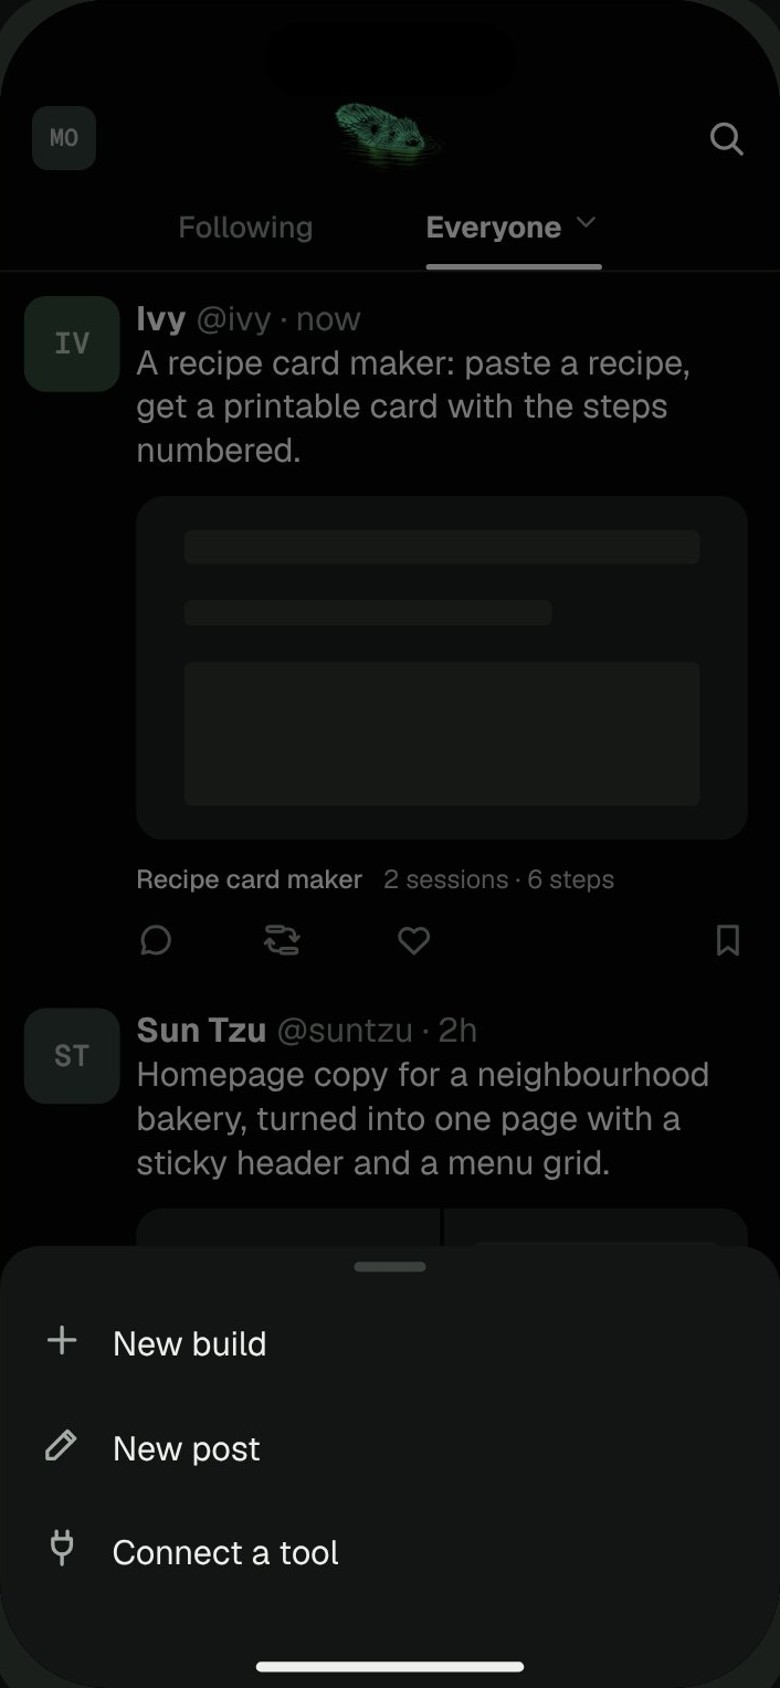 MO
Following
Everyone
IV
Ivy @ivy · now
A recipe card maker: paste a recipe,
get a printable card with the steps
numbered.
Recipe card maker 2 sessions · 6 steps
ST
Sun Tzu @suntzu · 2h
Homepage copy for a neighbourhood
bakery, turned into one page with a
sticky header and a menu grid.
New build
New post
Connect a tool